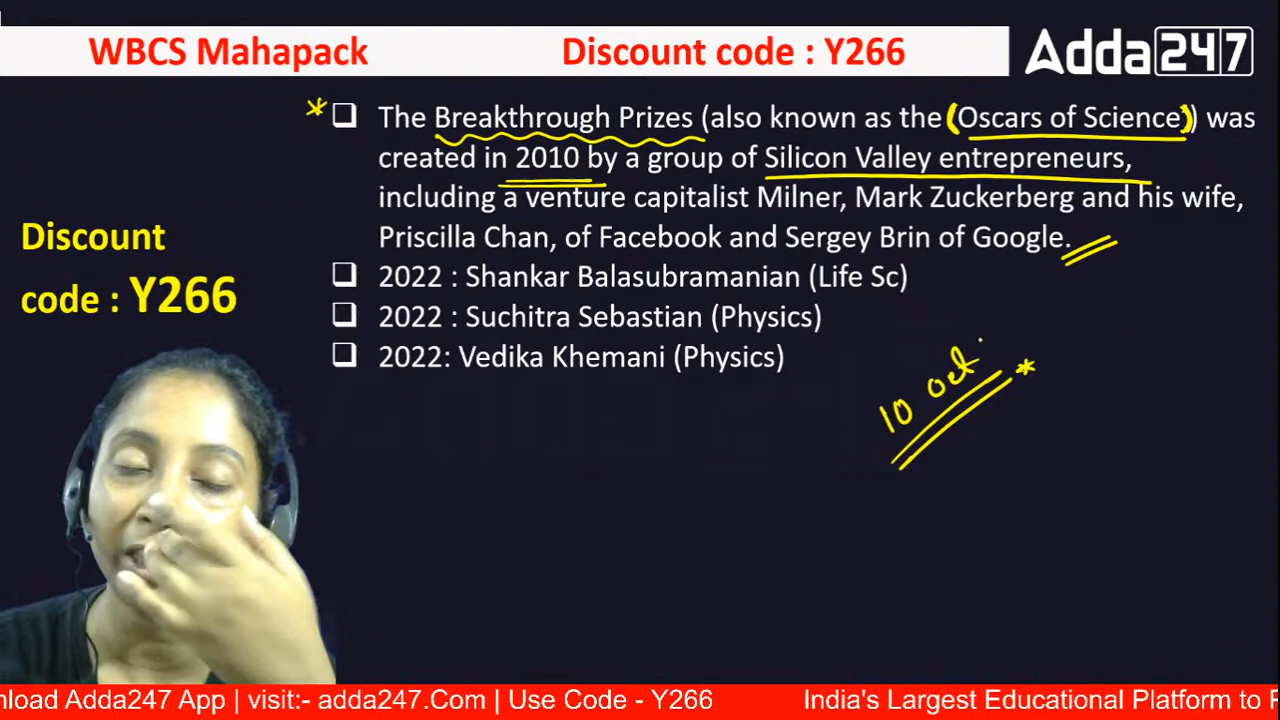 WBCS Mahapack Discount code : Y266 Adda247
* ❑ The Breakthrough Prizes (also known as the (Oscars of Science)) was
created in 2010 by a group of Silicon Valley entrepreneurs,
including a venture capitalist Milner, Mark Zuckerberg and his wife,
Priscilla Chan, of Facebook and Sergey Brin of Google.
❑ 2022 : Shankar Balasubramanian (Life Sc)
❑ 2022 : Suchitra Sebastian (Physics)
❑ 2022: Vedika Khemani (Physics)
Discount
code : Y266
10 oct *
nload Adda247 App | visit:- adda247.Com | Use Code - Y266 India's Largest Educational Platform to